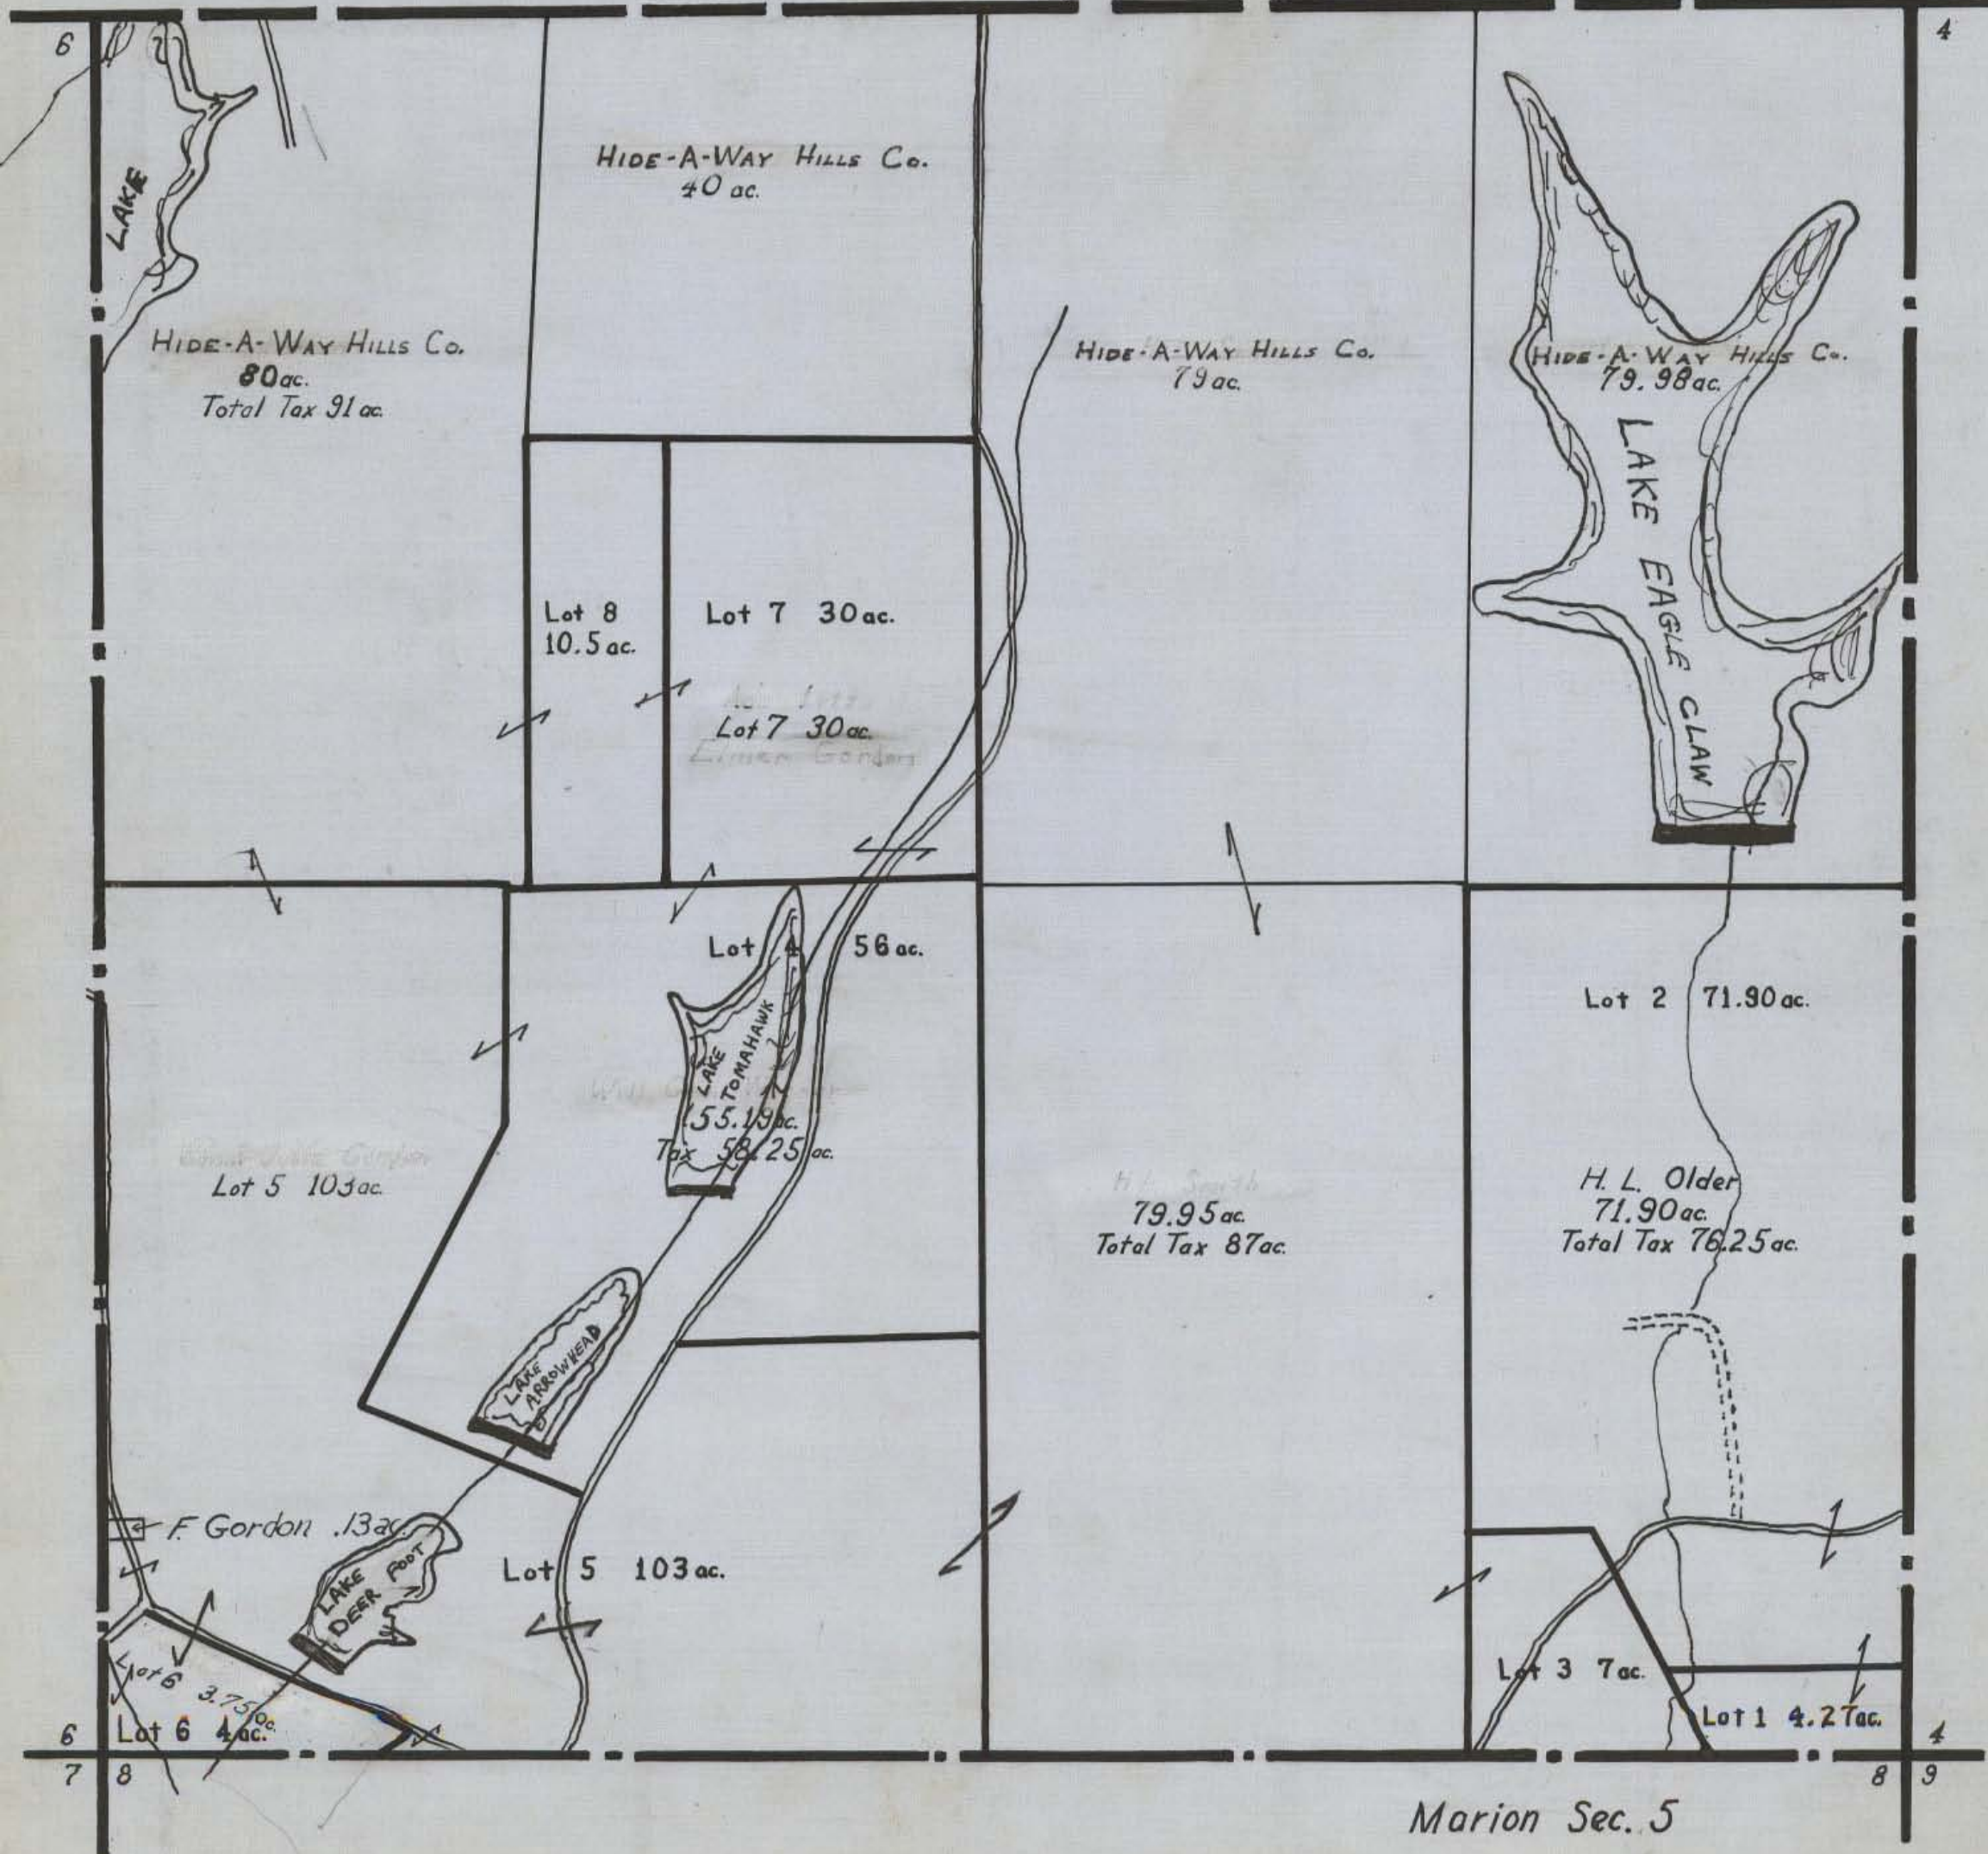 6
4
LAKE
HIDE-A-WAY HILLS Co.
40 ac.
HIDE-A-WAY HILLS Co.
80 ac.
Total Tax 91 ac.
HIDE-A-WAY HILLS Co.
79 ac.
HIDE-A-WAY HILLS Co.
79.98 ac.
LAKE EAGLE CLAW
Lot 8
10.5 ac.
Lot 7 30 ac.
Lot 7 30 ac.
Elmer Gordon
Lot 4 56 ac.
LAKE
TOMAHAWK
55.19 ac.
Tax 58.25 ac.
Lot 2 71.90 ac.
Gordon
Lot 5 103 ac.
H. L. Smith
79.95 ac.
Total Tax 87 ac.
H. L. Older
71.90 ac.
Total Tax 76.25 ac.
LAKE
ARROWHEAD
F. Gordon .13 ac.
LAKE
DEER FOOT
Lot 5 103 ac.
Lot 6 3.75 ac.
Lot 6 4 ac.
Lot 3 7 ac.
Lot 1 4.27 ac.
6
4
7 8
8 9
Marion Sec. 5